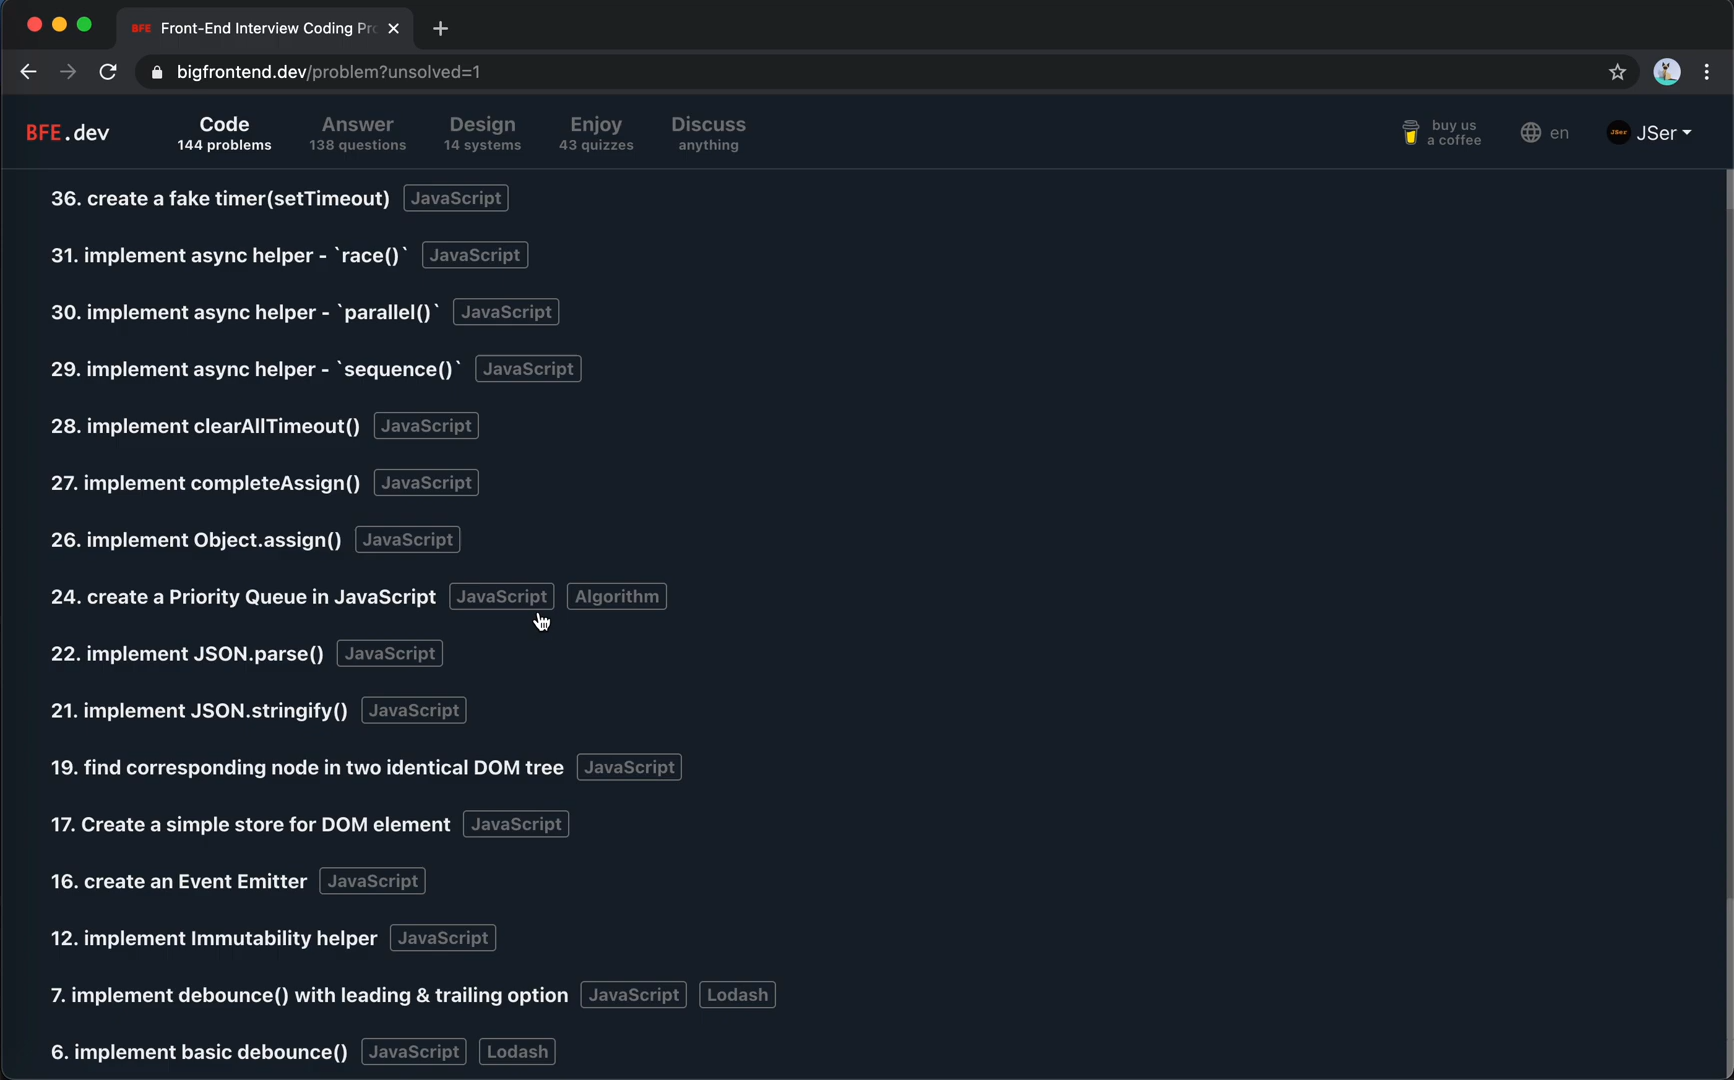 BFE Front-End Interview Coding Pr
bigfrontend.dev/problem?unsolved=1
BFE.dev
Code
144 problems
Answer
138 questions
Design
14 systems
Enjoy
43 quizzes
Discuss
anything
buy us
a coffee
en
JSer JSer
36. create a fake timer(setTimeout) JavaScript
31. implement async helper - `race()` JavaScript
30. implement async helper - `parallel()` JavaScript
29. implement async helper - `sequence()` JavaScript
28. implement clearAllTimeout() JavaScript
27. implement completeAssign() JavaScript
26. implement Object.assign() JavaScript
24. create a Priority Queue in JavaScript JavaScript Algorithm
22. implement JSON.parse() JavaScript
21. implement JSON.stringify() JavaScript
19. find corresponding node in two identical DOM tree JavaScript
17. Create a simple store for DOM element JavaScript
16. create an Event Emitter JavaScript
12. implement Immutability helper JavaScript
7. implement debounce() with leading & trailing option JavaScript Lodash
6. implement basic debounce() JavaScript Lodash